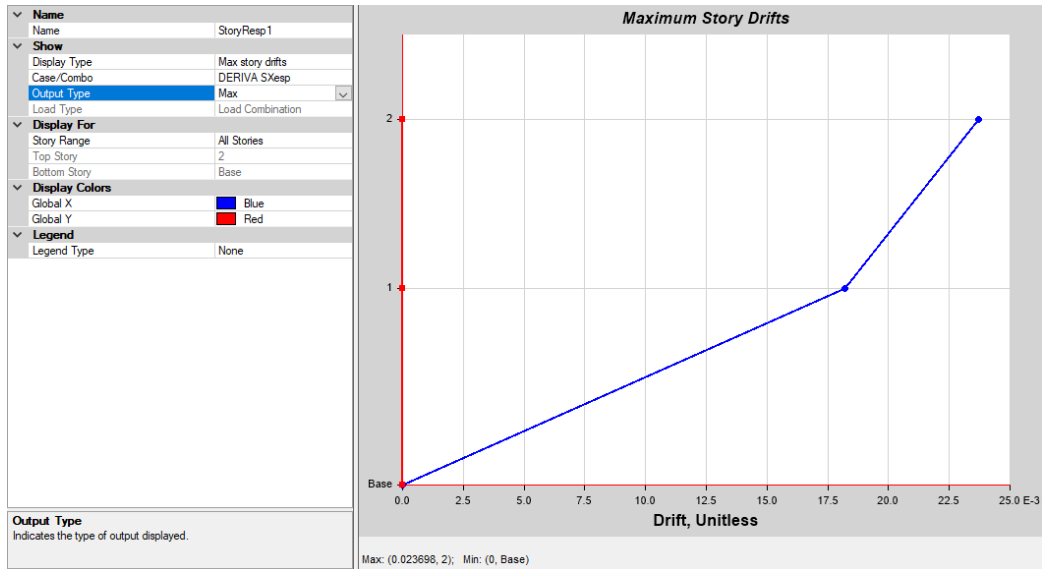 Name
Name StoryResp1
Show
Display Type Max story drifts
Case/Combo DERIVA SXesp
Output Type Max
Load Type Load Combination
Display For
Story Range All Stories
Top Story 2
Bottom Story Base
Display Colors
Global X Blue
Global Y Red
Legend
Legend Type None
Output Type
Indicates the type of output displayed.
Maximum Story Drifts
2
1
Base
0.0 2.5 5.0 7.5 10.0 12.5 15.0 17.5 20.0 22.5 25.0 E-3
Drift, Unitless
Max: (0.023698, 2); Min: (0, Base)